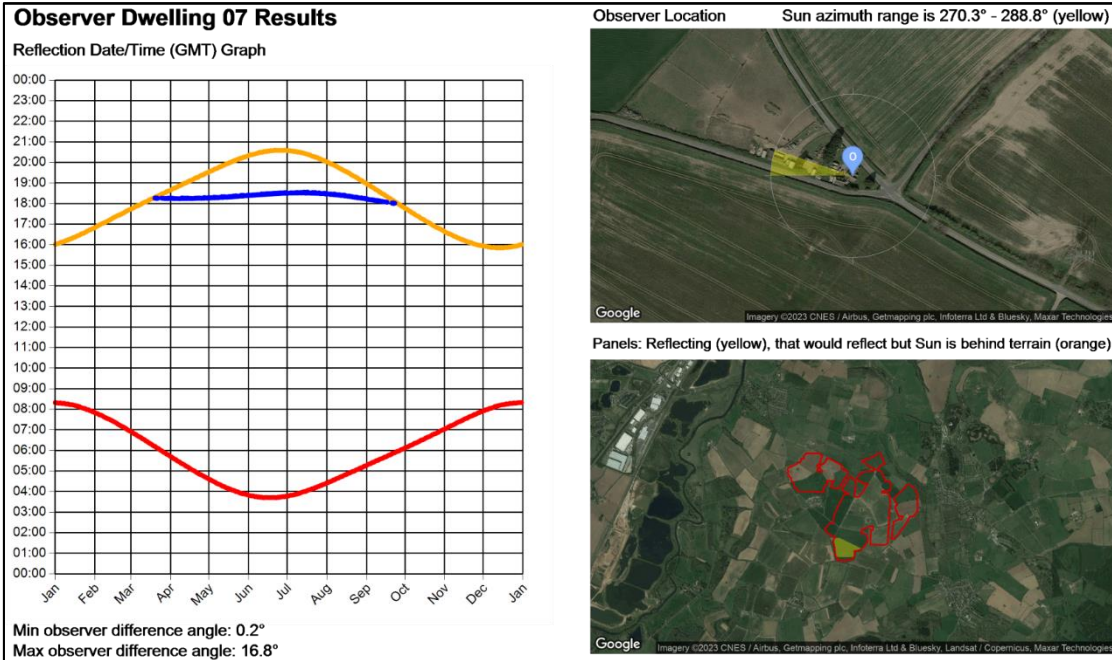 Observer Dwelling 07 Results
Reflection Date/Time (GMT) Graph
00:00
23:00
22:00
21:00
20:00
19:00
18:00
17:00
16:00
15:00
14:00
13:00
12:00
11:00
10:00
09:00
08:00
07:00
06:00
05:00
04:00
03:00
02:00
01:00
00:00
Jan Feb Mar Apr May Jun Jul Aug Sep Oct Nov Dec Jan
Min observer difference angle: 0.2°
Max observer difference angle: 16.8°
Observer Location Sun azimuth range is 270.3° - 288.8° (yellow)
O
Google
Imagery ©2023 CNES / Airbus, Getmapping plc, Infoterra Ltd & Bluesky, Maxar Technologies
Panels: Reflecting (yellow), that would reflect but Sun is behind terrain (orange)
Google
Imagery ©2023 CNES / Airbus, Getmapping plc, Infoterra Ltd & Bluesky, Landsat / Copernicus, Maxar Technologies